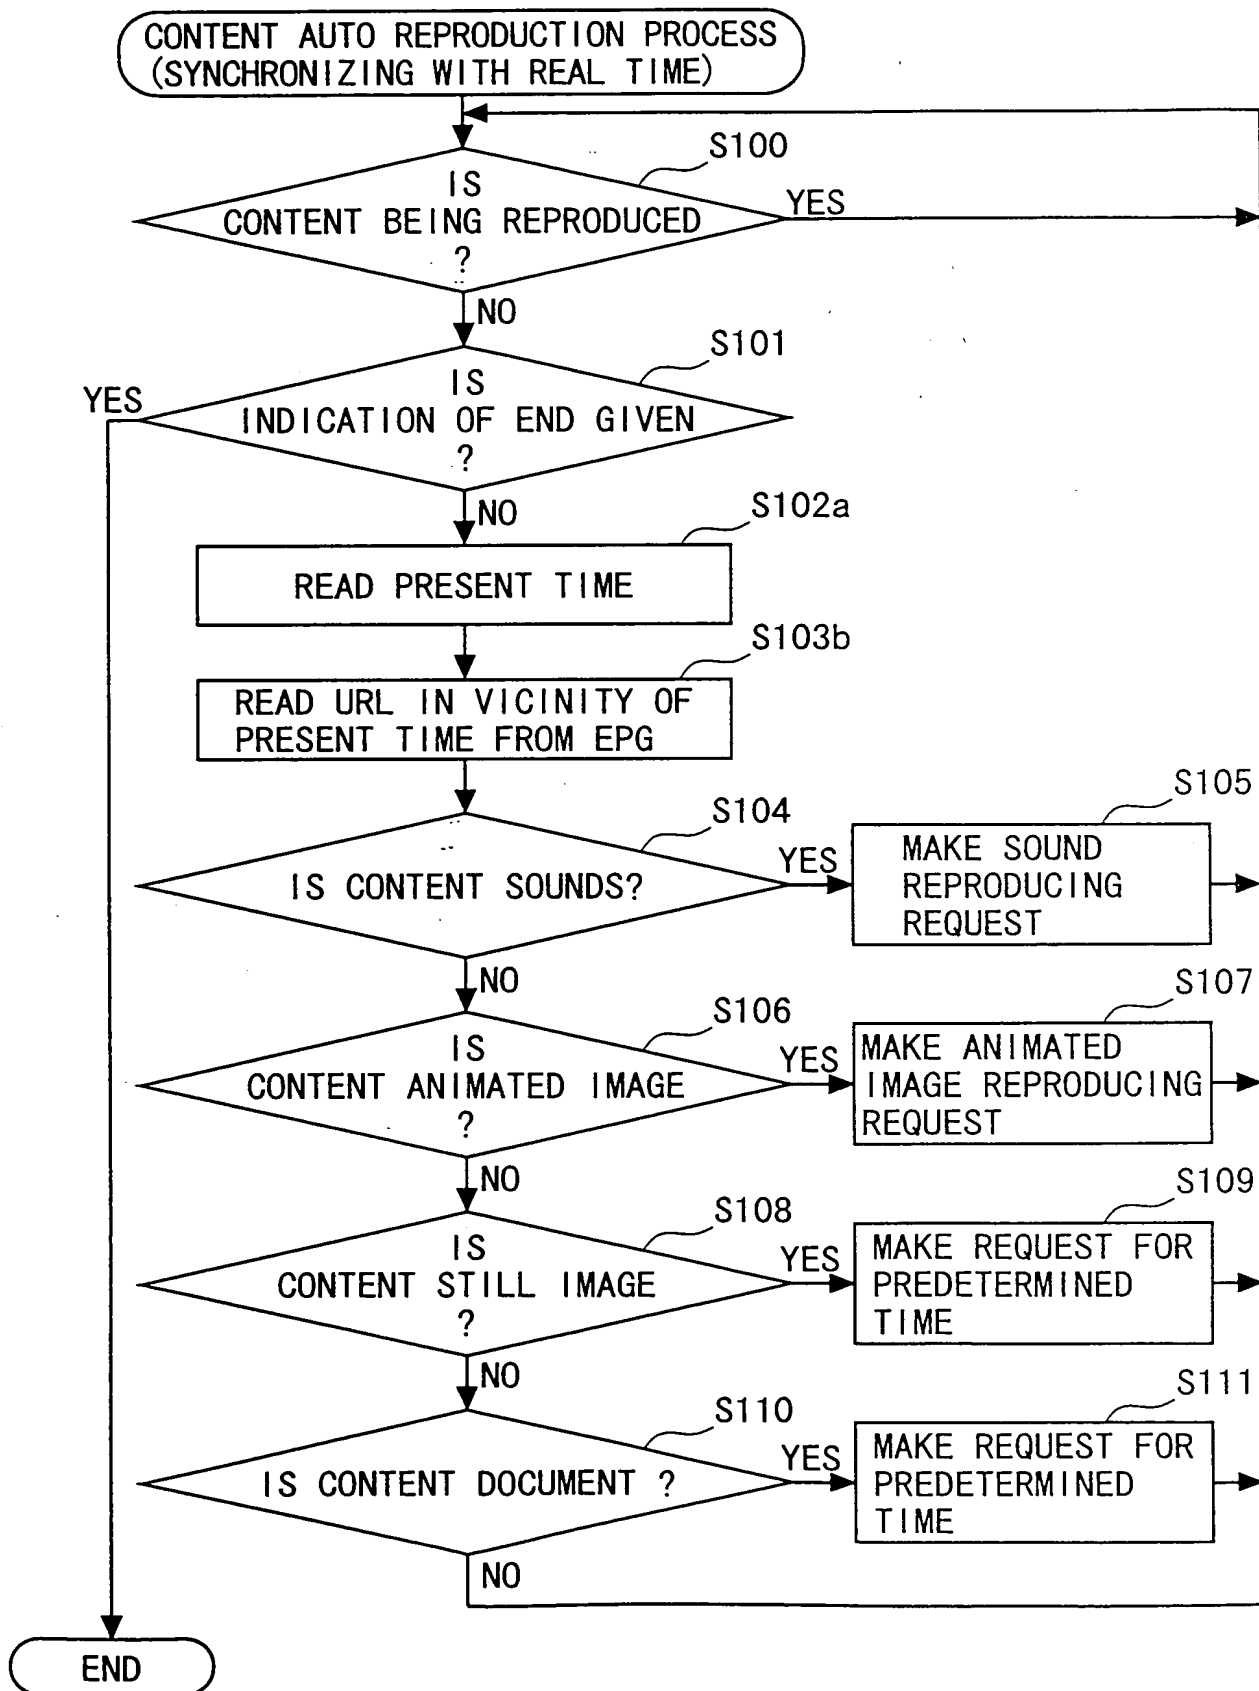 CONTENT AUTO REPRODUCTION PROCESS
(SYNCHRONIZING WITH REAL TIME)
S100
IS
CONTENT BEING REPRODUCED
?
YES
NO
S101
IS
INDICATION OF END GIVEN
?
YES
NO
S102a
READ PRESENT TIME
S103b
READ URL IN VICINITY OF
PRESENT TIME FROM EPG
S104
IS CONTENT SOUNDS?
YES
S105
MAKE SOUND
REPRODUCING
REQUEST
NO
S106
IS
CONTENT ANIMATED IMAGE
?
YES
S107
MAKE ANIMATED
IMAGE REPRODUCING
REQUEST
NO
S108
IS
CONTENT STILL IMAGE
?
YES
S109
MAKE REQUEST FOR
PREDETERMINED
TIME
NO
S110
IS CONTENT DOCUMENT ?
YES
S111
MAKE REQUEST FOR
PREDETERMINED
TIME
NO
END